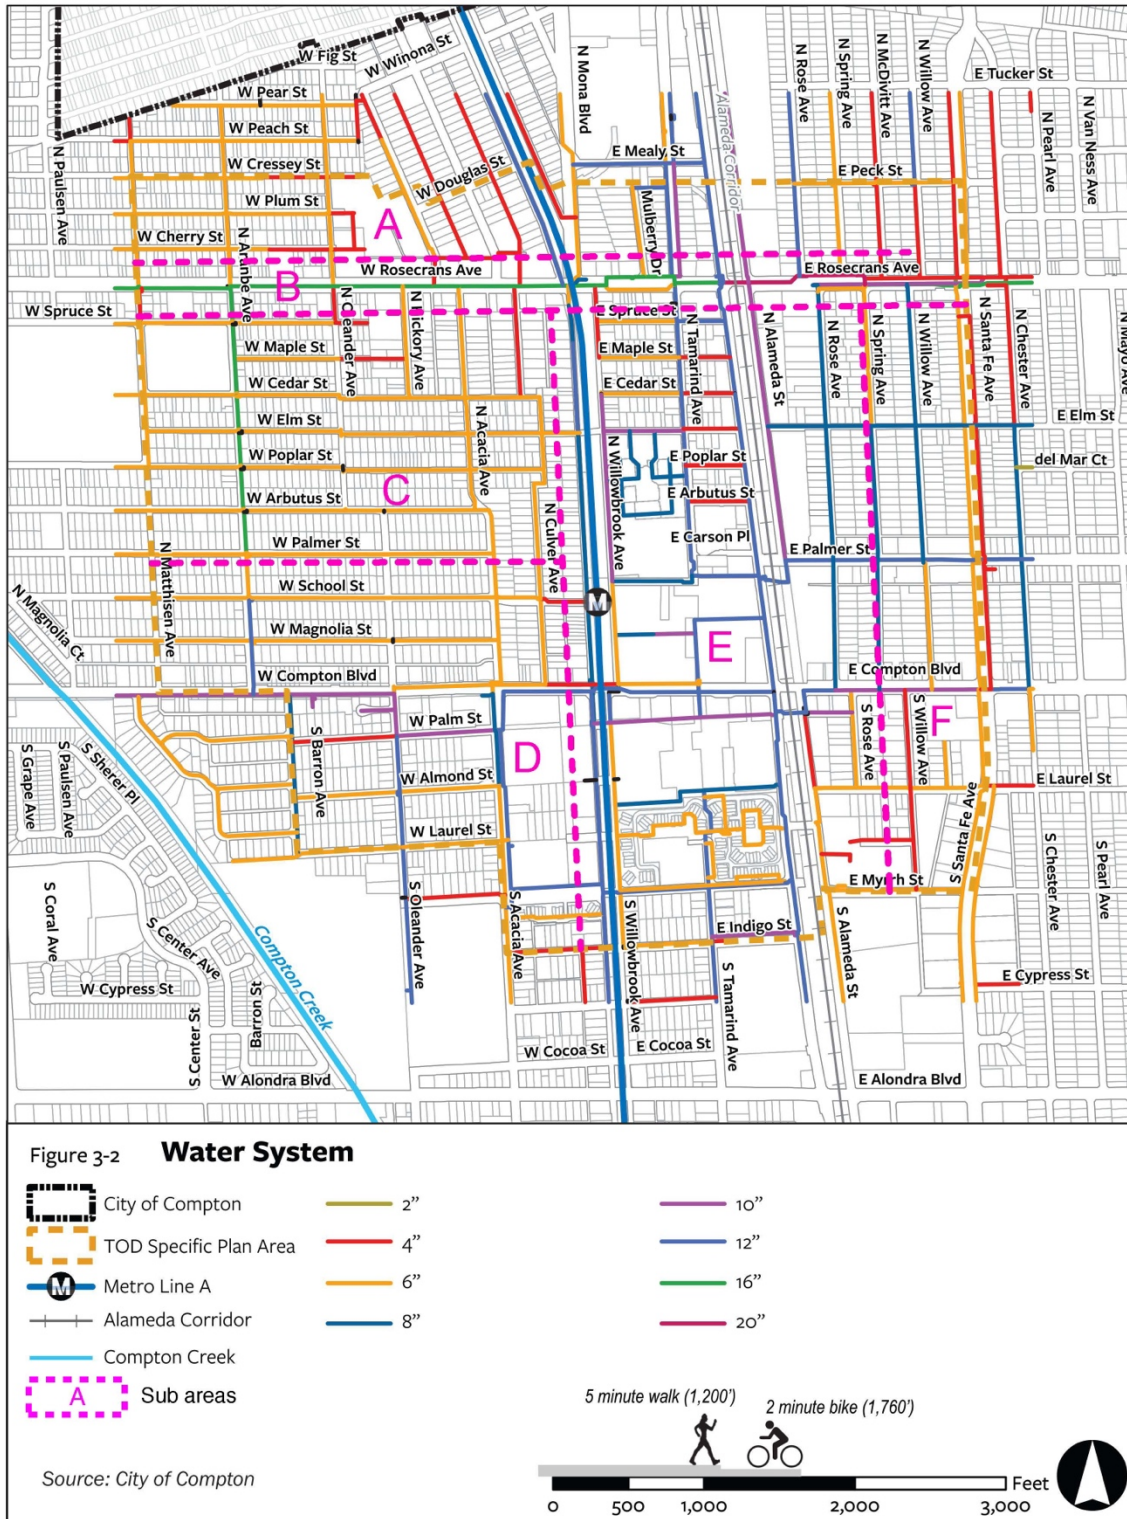 W Fig St
W Winona St
N Mona Blvd
N Rose Ave
N Spring Ave
N McDivitt Ave
N Willow Ave
E Tucker St
W Pear St
W Peach St
W Cressey St
W Douglas St
E Mealy St
Alameda Corridor
E Peck St
N Pearl Ave
N Van Ness Ave
N Paulsen Ave
W Plum St
Mulberry Dr
A
W Cherry St
N Aranbe Ave
W Rosecrans Ave
E Rosecrans Ave
B
W Spruce St
N Oleander Ave
N Hickory Ave
E Spruce St
N Tamarind Ave
N Alameda St
N Rose Ave
N Spring Ave
N Willow Ave
N Santa Fe Ave
N Chester Ave
N Mayo Ave
W Maple St
E Maple St
W Cedar St
E Cedar St
W Elm St
N Acacia Ave
E Elm St
W Poplar St
N Willowbrook Ave
E Poplar St
del Mar Ct
C
W Arbutus St
E Arbutus St
N Culver Ave
E Carson Pl
W Palmer St
E Palmer St
N Matthisen Ave
W School St
M
N Magnolia Ct
W Magnolia St
E
W Compton Blvd
E Compton Blvd
S Grape Ave
S Paulsen Ave
S Sherer Pl
S Barron Ave
W Palm St
D
S Rose Ave
S Willow Ave
F
W Almond St
E Laurel St
W Laurel St
S Santa Fe Ave
S Coral Ave
S Center Ave
Compton Creek
S Oleander Ave
S Acacia Ave
S Willowbrook Ave
E Myrrh St
S Chester Ave
S Pearl Ave
E Indigo St
S Alameda St
W Cypress St
E Cypress St
S Center St
Barron St
S Tamarind Ave
W Cocoa St
E Cocoa St
W Alondra Blvd
E Alondra Blvd
Figure 3-2 Water System
City of Compton
TOD Specific Plan Area
M Metro Line A
Alameda Corridor
Compton Creek
A Sub areas
2”
4”
6”
8”
10”
12”
16”
20”
5 minute walk (1,200’)
2 minute bike (1,760’)
Source: City of Compton
Feet
0 500 1,000 2,000 3,000